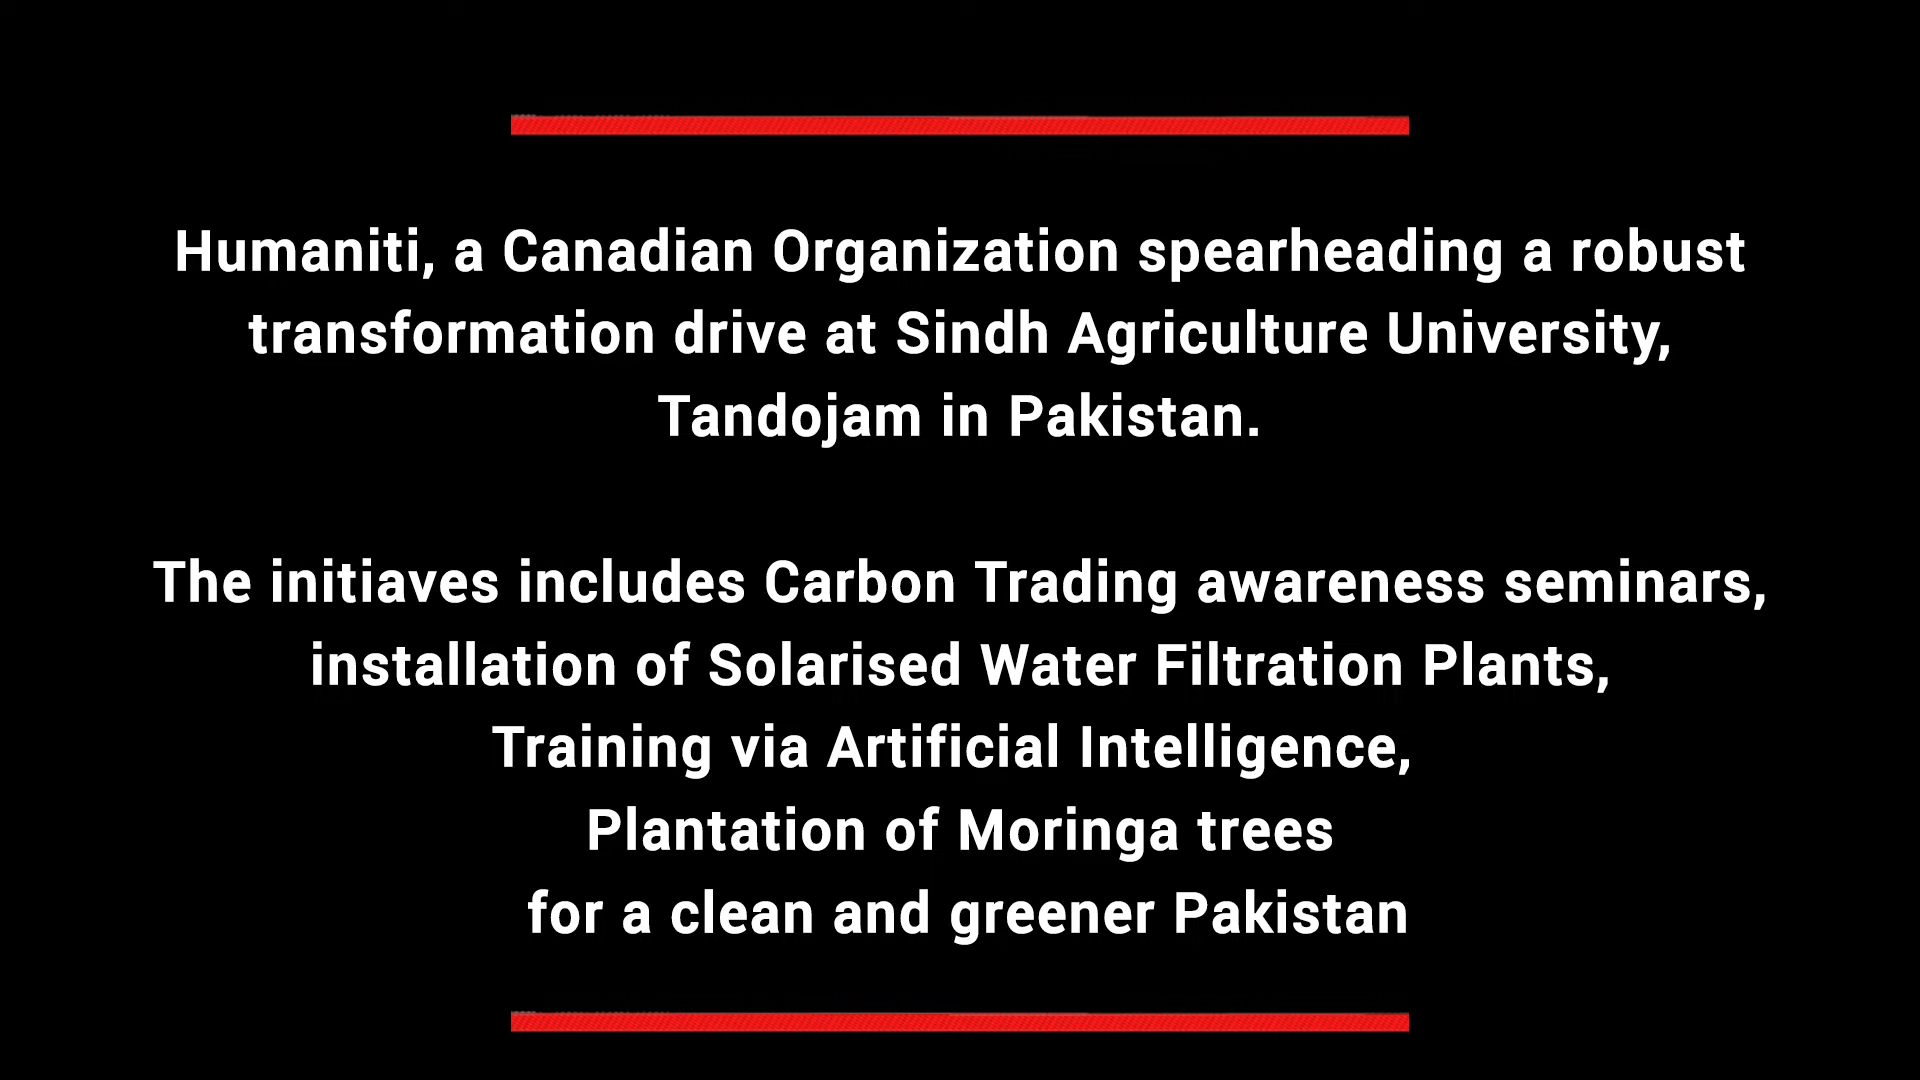 Humaniti, a Canadian Organization spearheading a robust
transformation drive at Sindh Agriculture University,
Tandojam in Pakistan.
The initiaves includes Carbon Trading awareness seminars,
installation of Solarised Water Filtration Plants,
Training via Artificial Intelligence,
Plantation of Moringa trees
for a clean and greener Pakistan